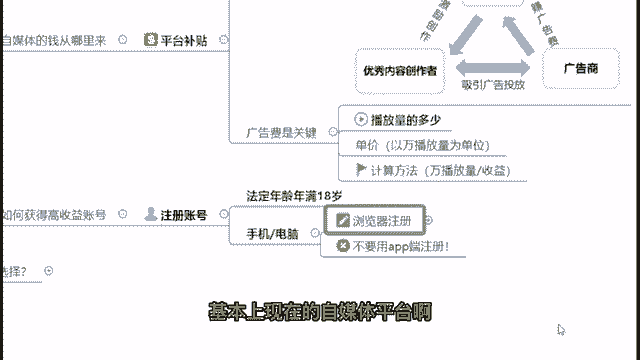 自媒体的钱从哪里来
平台补贴
优秀内容创作者
广告商
吸引广告投放
广告费是关键
播放量的多少
单价（以万播放量为单位）
计算方法（万播放量/收益）
如何获得高收益账号
注册账号
法定年龄年满18岁
手机/电脑
浏览器注册
不要用app端注册！
选择？
基本上现在的自媒体平台啊